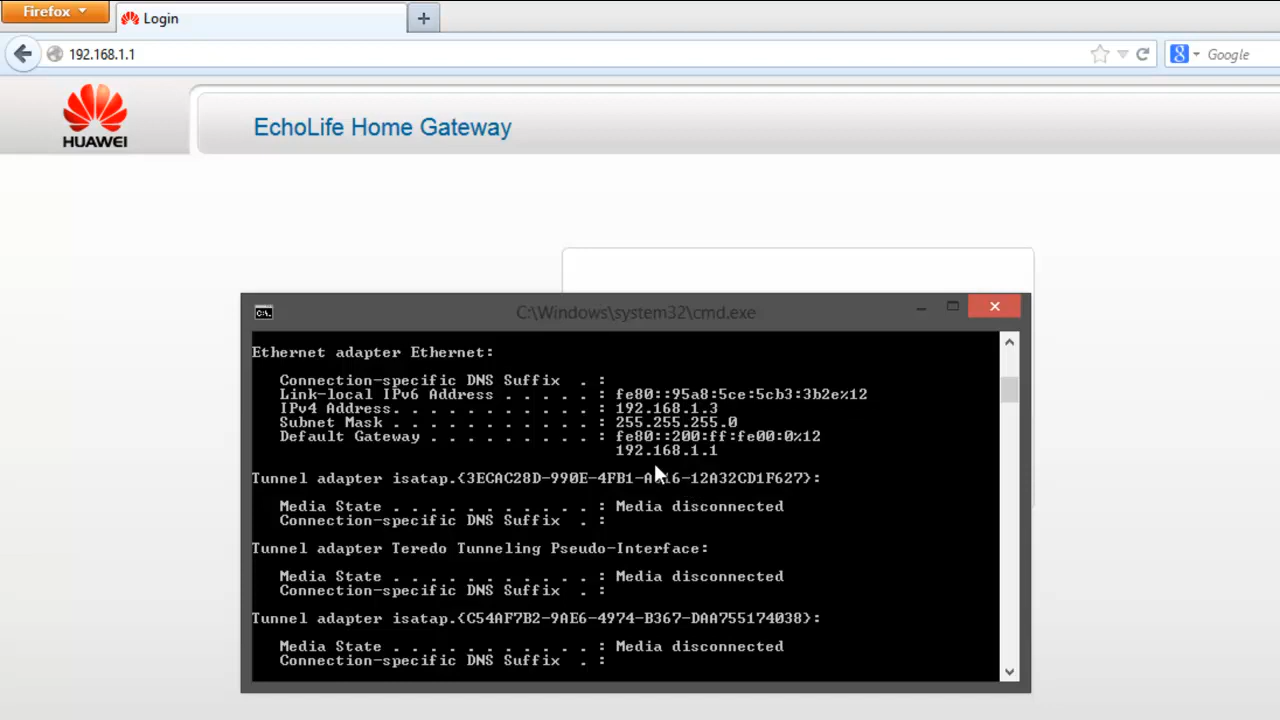 Firefox
Login
192.168.1.1
Google
HUAWEI
EchoLife Home Gateway
C:\Windows\system32\cmd.exe
Ethernet adapter Ethernet:
Connection-specific DNS Suffix . :
Link-local IPv6 Address . . . . . : fe80::95a8:5ce:5cb3:3b2e%12
IPv4 Address. . . . . . . . . . . : 192.168.1.3
Subnet Mask . . . . . . . . . . . : 255.255.255.0
Default Gateway . . . . . . . . . : fe80::200:ff:fe00:0%12
192.168.1.1
Tunnel adapter
Media State . . . . . . . . . . . : Media disconnected
Connection-specific DNS Suffix . :
Tunnel adapter Teredo Tunneling Pseudo-Interface:
Media State . . . . . . . . . . . : Media disconnected
Connection-specific DNS Suffix . :
Tunnel adapter isatap.{C54AF7B2-9AE6-4974-B367-DAA755174038}:
Media State . . . . . . . . . . . : Media disconnected
Connection-specific DNS Suffix . :